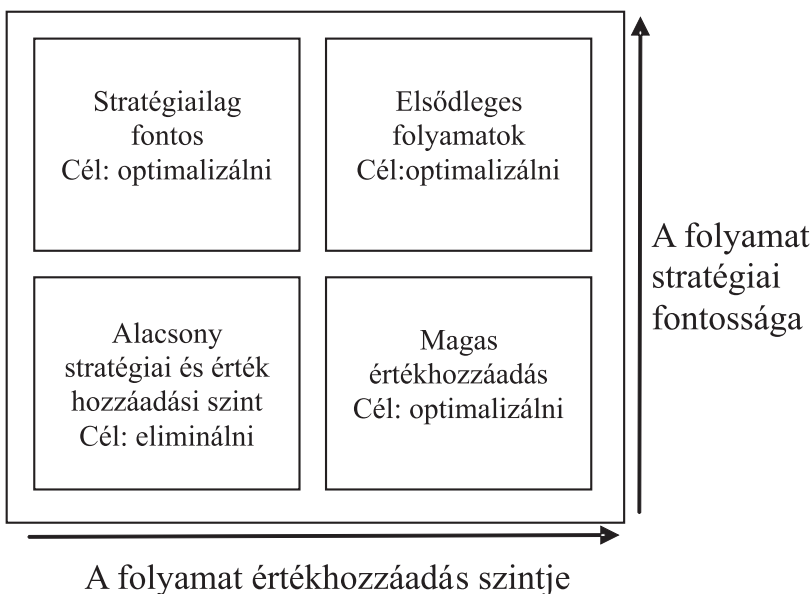 Stratégiailag
fontos
Cél: optimalizálni
Elsődleges
folyamatok
Cél:optimalizálni
Alacsony
stratégiai és érték
hozzáadási szint
Cél: eliminálni
Magas
értékhozzáadás
Cél: optimalizálni
A folyamat
stratégiai
fontossága
A folyamat értékhozzáadás szintje